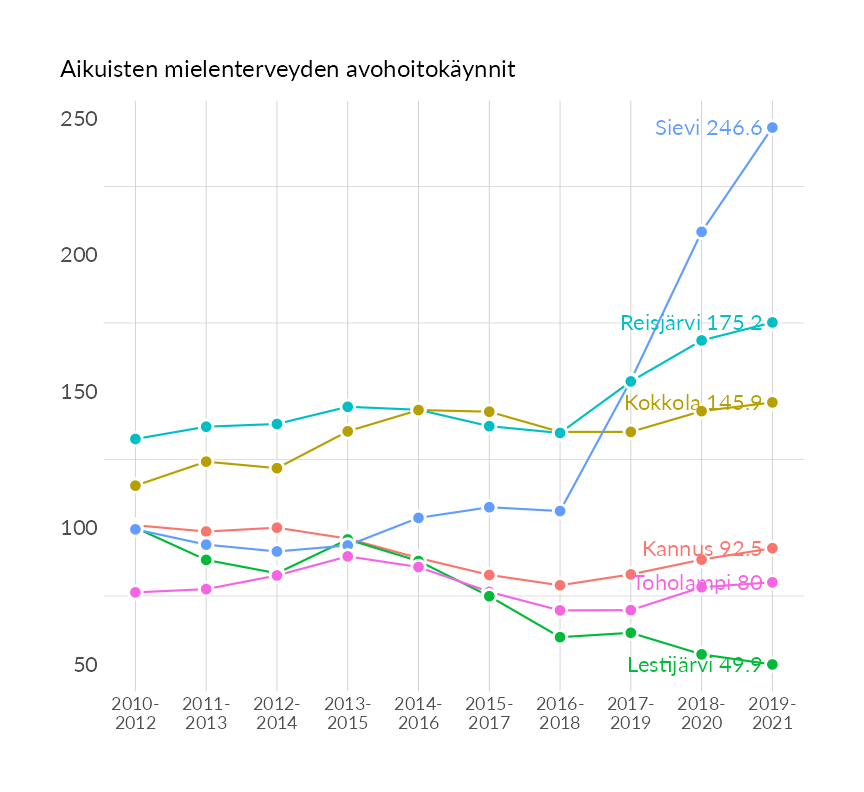 Aikuisten mielenterveyden avohoitokäynnit
250
200
150
100
50
Sievi 246.6
Reisjärvi 175.2
Kokkola 145.9
Kannus 92.5
Toholampi 80
Lestijärvi 49.9
2010- 2011- 2012- 2013- 2014- 2015- 2016- 2017- 2018- 2019-
2012 2013 2014 2015 2016 2017 2018 2019 2020 2021